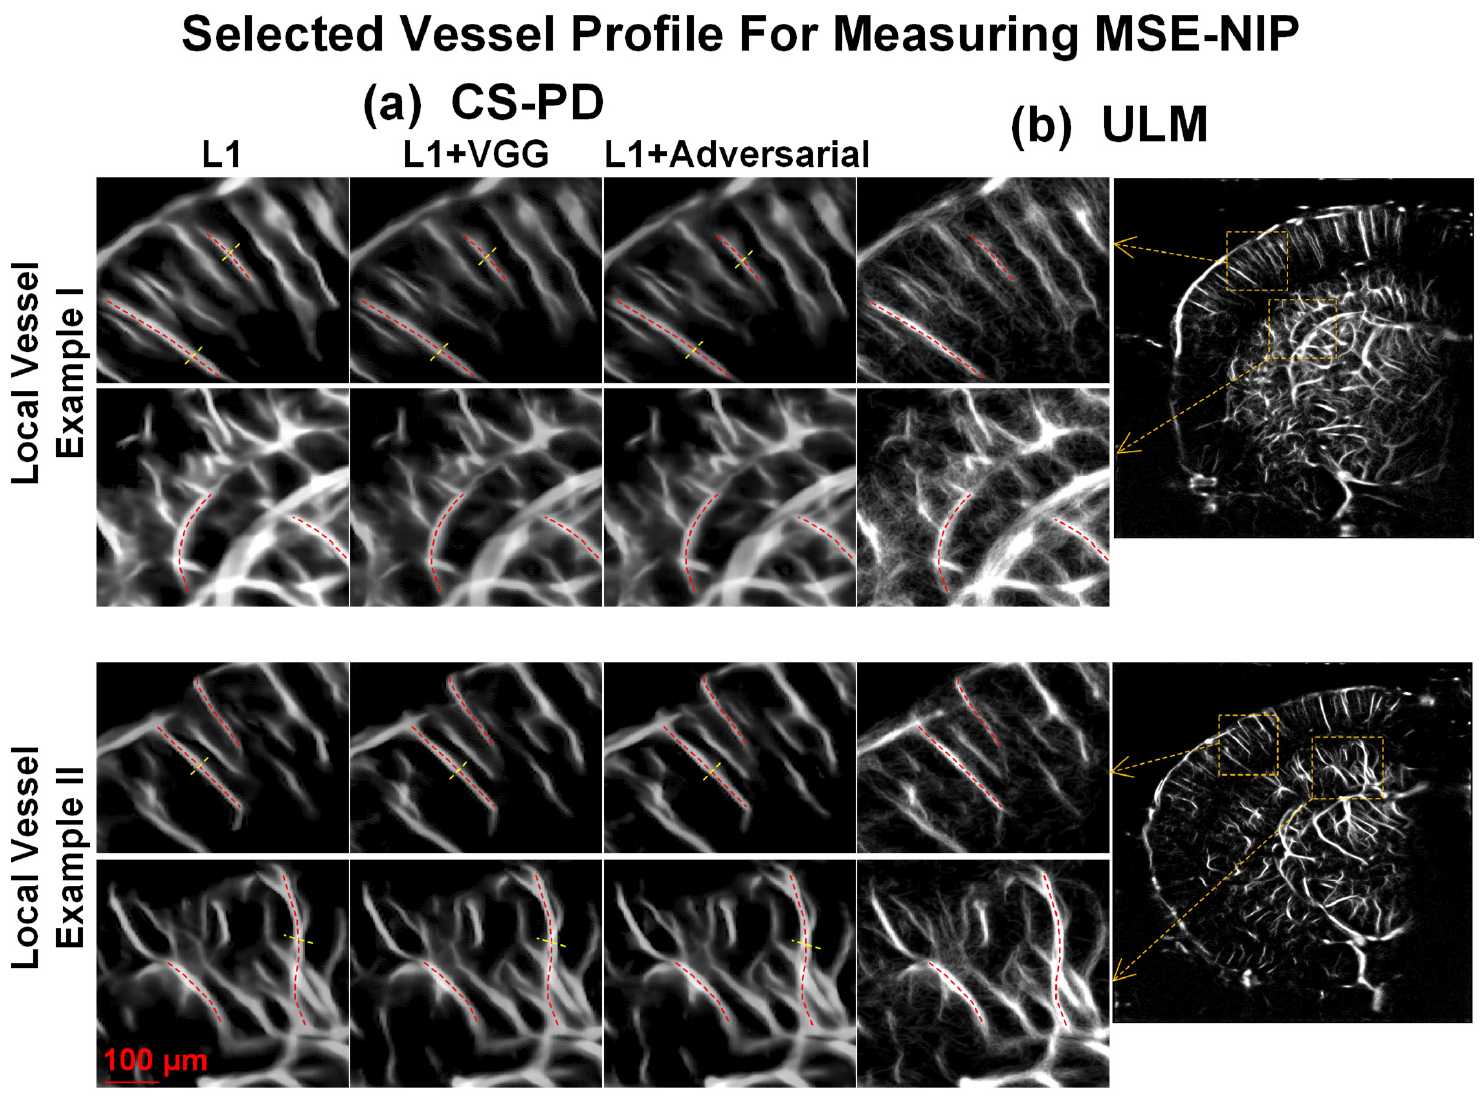 Selected Vessel Profile For Measuring MSE-NIP
(a) CS-PD
(b) ULM
L1
L1+VGG
L1+Adversarial
Local Vessel
Example I
Local Vessel
Example II
100 µm